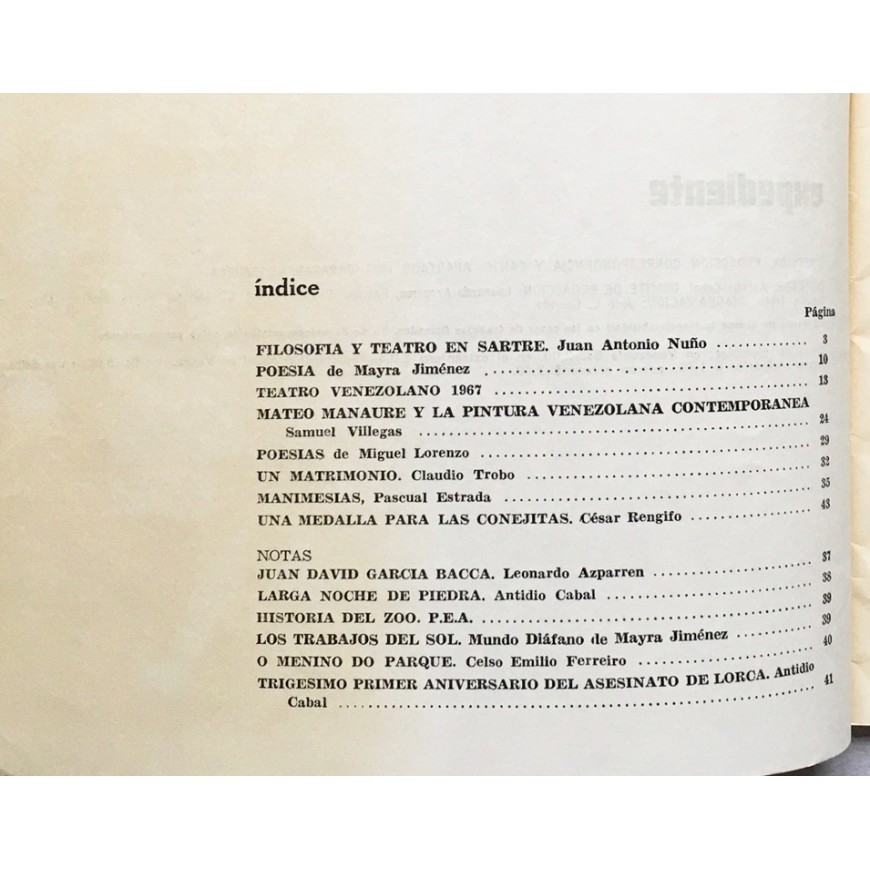 expediente
índice
Página
FILOSOFIA Y TEATRO EN SARTRE. Juan Antonio Nuño 3
POESIA de Mayra Jiménez 10
TEATRO VENEZOLANO 1967 13
MATEO MANAURE Y LA PINTURA VENEZOLANA CONTEMPORANEA
Samuel Villegas 24
POESIAS de Miguel Lorenzo 29
UN MATRIMONIO. Claudio Trobo 32
MANIMESIAS, Pascual Estrada 35
UNA MEDALLA PARA LAS CONEJITAS. César Rengifo 43
NOTAS
JUAN DAVID GARCIA BACCA. Leonardo Azparren 37
LARGA NOCHE DE PIEDRA. Antidio Cabal 38
HISTORIA DEL ZOO. P.E.A. 39
LOS TRABAJOS DEL SOL. Mundo Diáfano de Mayra Jiménez 39
O MENINO DO PARQUE. Celso Emilio Ferreiro 40
TRIGESIMO PRIMER ANIVERSARIO DEL ASESINATO DE LORCA. Antidio
Cabal 41